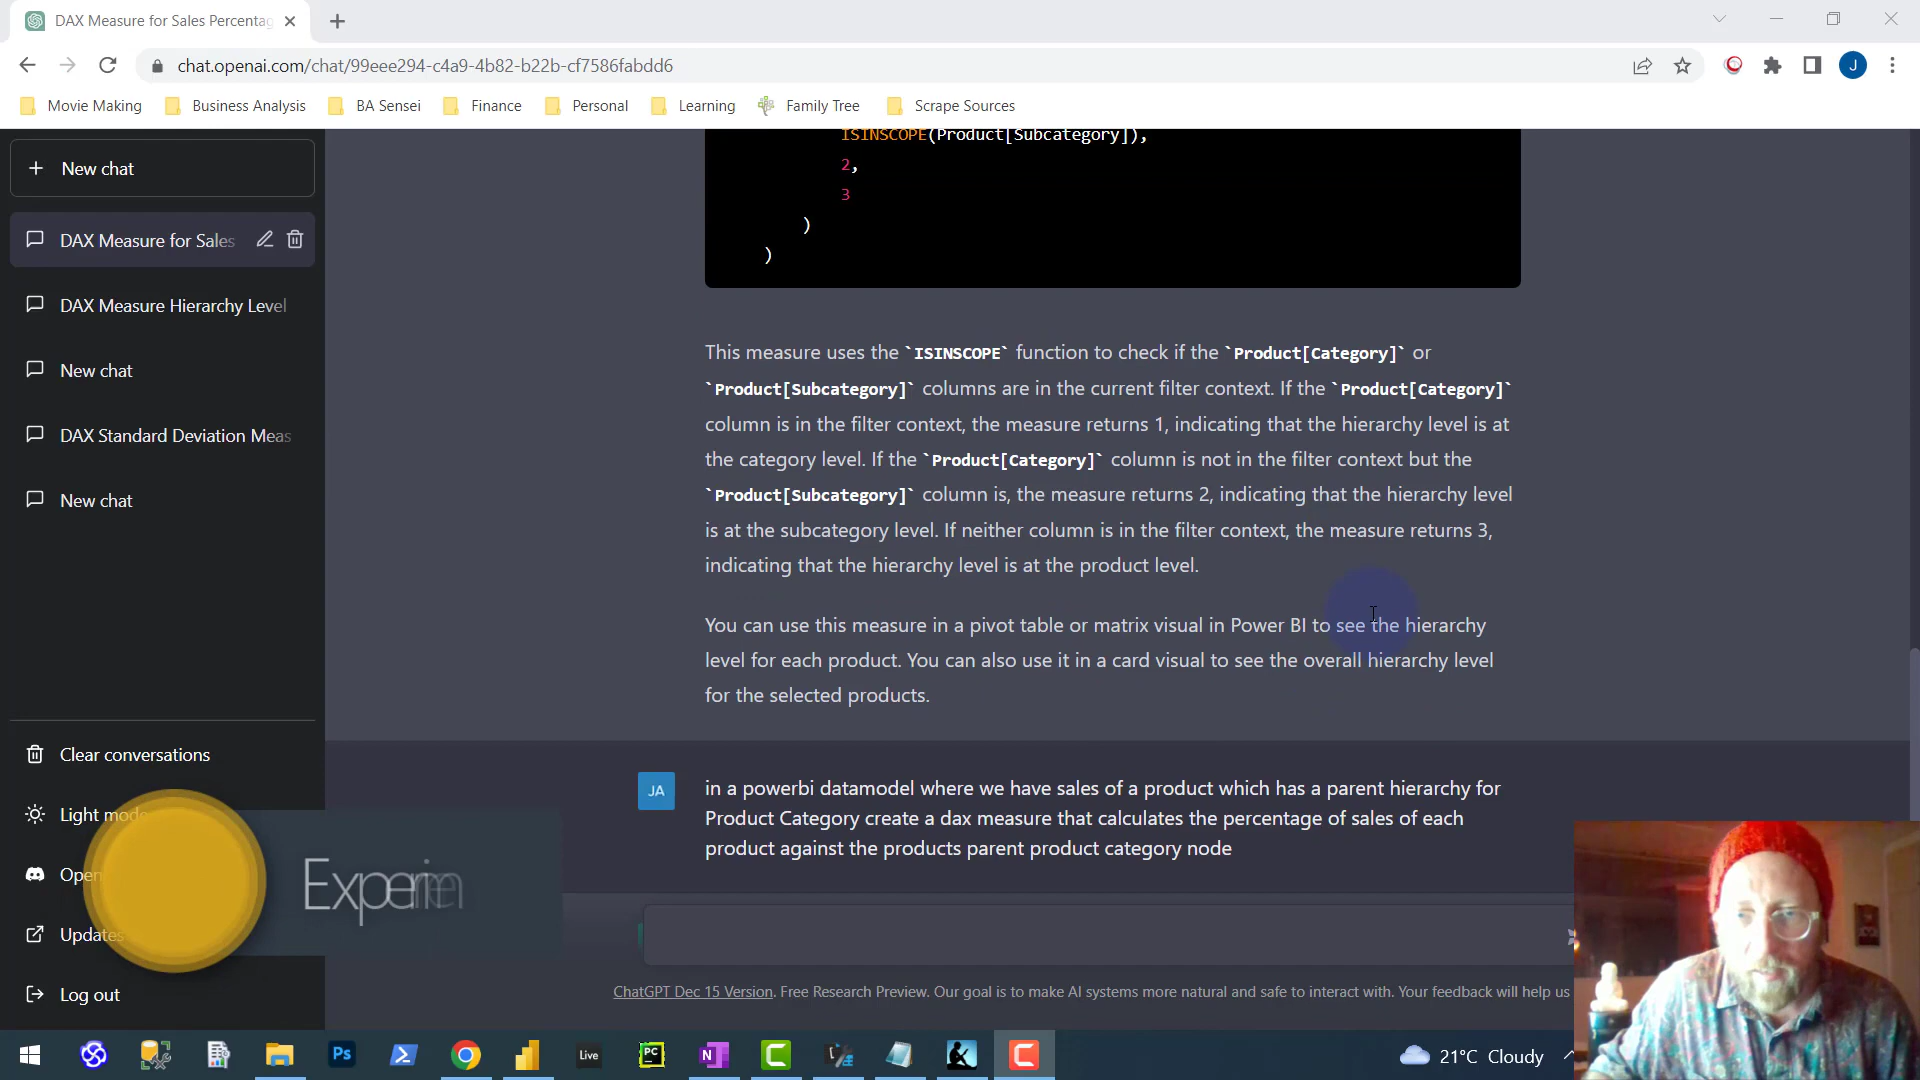 DAX Measure for Sales Percentag
chat.openai.com/chat/99eee294-c4a9-4b82-b22b-cf7586fabdd6
J
Movie Making
Business Analysis
BA Sensei
Finance
Personal
Learning
Family Tree
Scrape Sources
New chat
DAX Measure for Sales
DAX Measure Hierarchy Level
New chat
DAX Standard Deviation Meas
New chat
Clear conversations
Light mode
Open
Updates
Log out
ISINSCOPE(Product[Subcategory]),
2,
3
)
)
This measure uses the `ISINSCOPE` function to check if the `Product[Category]` or
`Product[Subcategory]` columns are in the current filter context. If the `Product[Category]`
column is in the filter context, the measure returns 1, indicating that the hierarchy level is at
the category level. If the `Product[Category]` column is not in the filter context but the
`Product[Subcategory]` column is, the measure returns 2, indicating that the hierarchy level
is at the subcategory level. If neither column is in the filter context, the measure returns 3,
indicating that the hierarchy level is at the product level.
You can use this measure in a pivot table or matrix visual in Power BI to see the hierarchy
level for each product. You can also use it in a card visual to see the overall hierarchy level
for the selected products.
JA
in a powerbi datamodel where we have sales of a product which has a parent hierarchy for
Product Category create a dax measure that calculates the percentage of sales of each
product against the products parent product category node
ChatGPT Dec 15 Version. Free Research Preview. Our goal is to make AI systems more natural and safe to interact with. Your feedback will help us
Ps
Live
PC
N
C
C
21°C Cloudy